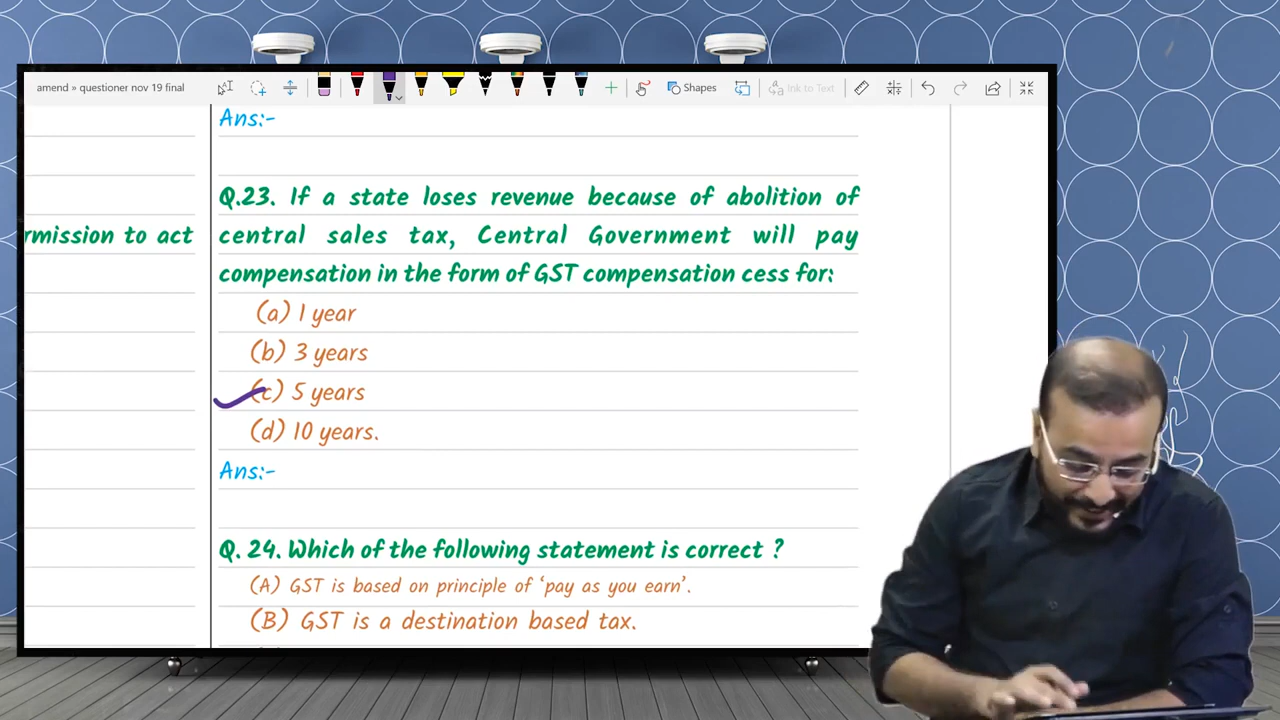 amend » questioner nov 19 final
Shapes
Ink to Text
Ans:-
Q.23. If a state loses revenue because of abolition of
rmission to act
central sales tax, Central Government will pay
compensation in the form of GST compensation cess for:
(a) 1 year
(b) 3 years
(c) 5 years
(d) 10 years.
Ans:-
Q. 24. Which of the following statement is correct ?
(A) GST is based on principle of ‘pay as you earn’.
(B) GST is a destination based tax.